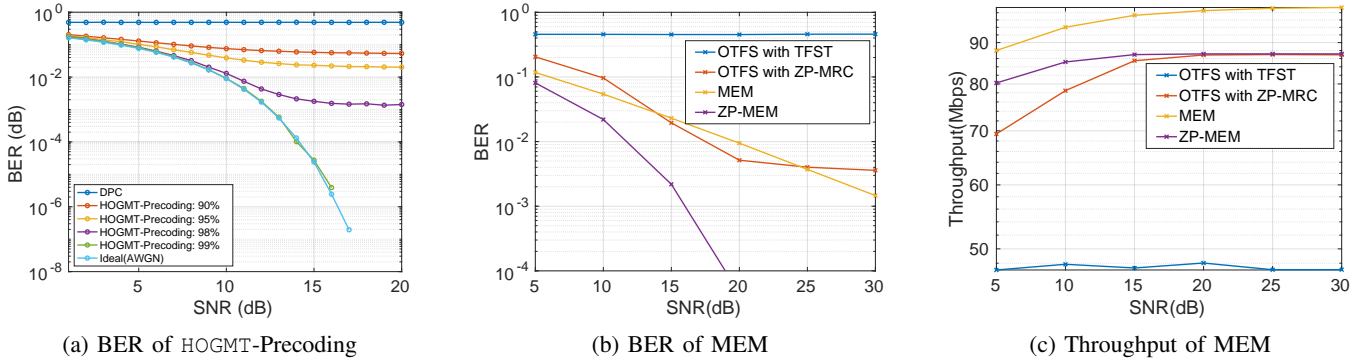 10^0
10^-2
10^-4
10^-6
10^-8
BER (dB)
DPC
HOGMT-Precoding: 90%
HOGMT-Precoding: 95%
HOGMT-Precoding: 98%
HOGMT-Precoding: 99%
Ideal(AWGN)
5 10 15 20
SNR (dB)
(a) BER of HOGMT-Precoding
10^0
10^-1
10^-2
10^-3
10^-4
BER
OTFS with TFST
OTFS with ZP-MRC
MEM
ZP-MEM
5 10 15 20 25 30
SNR(dB)
(b) BER of MEM
90
80
70
60
50
Throughput(Mbps)
OTFS with TFST
OTFS with ZP-MRC
MEM
ZP-MEM
5 10 15 20 25 30
SNR(dB)
(c) Throughput of MEM